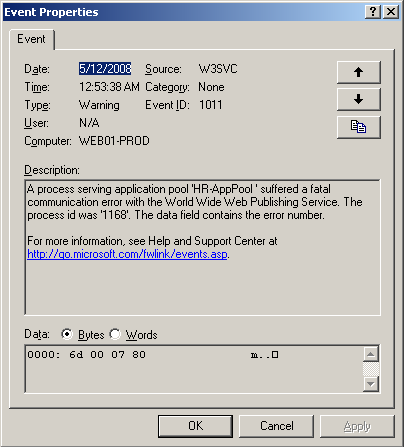 Event Properties
Event
Date: 5/12/2008 Source: W3SVC
Time: 12:53:38 AM Category: None
Type: Warning Event ID: 1011
User: N/A
Computer: WEB01-PROD
Description:
A process serving application pool 'HR-AppPool ' suffered a fatal
communication error with the World Wide Web Publishing Service. The
process id was '1168'. The data field contains the error number.
For more information, see Help and Support Center at
http://go.microsoft.com/fwlink/events.asp.
Data: Bytes Words
0000: 6d 00 07 80 m..□
OK Cancel Apply